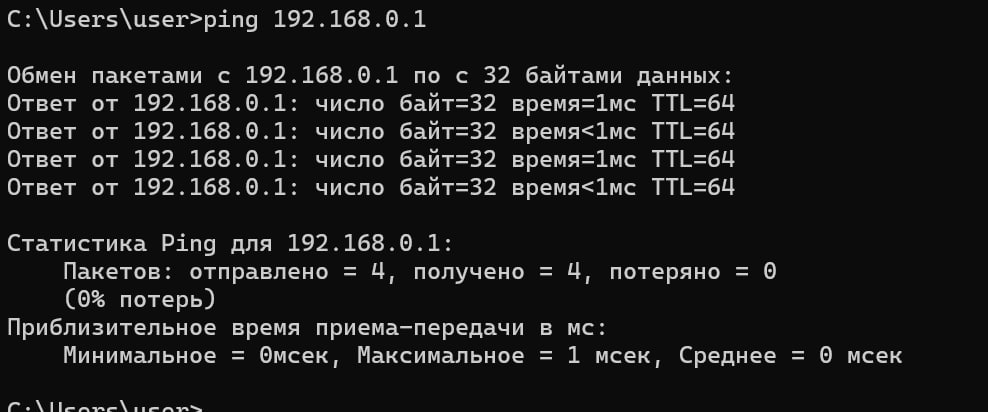 C:\Users\user>ping 192.168.0.1
Обмен пакетами с 192.168.0.1 по с 32 байтами данных:
Ответ от 192.168.0.1: число байт=32 время=1мс TTL=64
Ответ от 192.168.0.1: число байт=32 время<1мс TTL=64
Ответ от 192.168.0.1: число байт=32 время=1мс TTL=64
Ответ от 192.168.0.1: число байт=32 время<1мс TTL=64
Статистика Ping для 192.168.0.1:
Пакетов: отправлено = 4, получено = 4, потеряно = 0
(0% потерь)
Приблизительное время приема-передачи в мс:
Минимальное = 0мсек, Максимальное = 1 мсек, Среднее = 0 мсек
C:\Users\user>